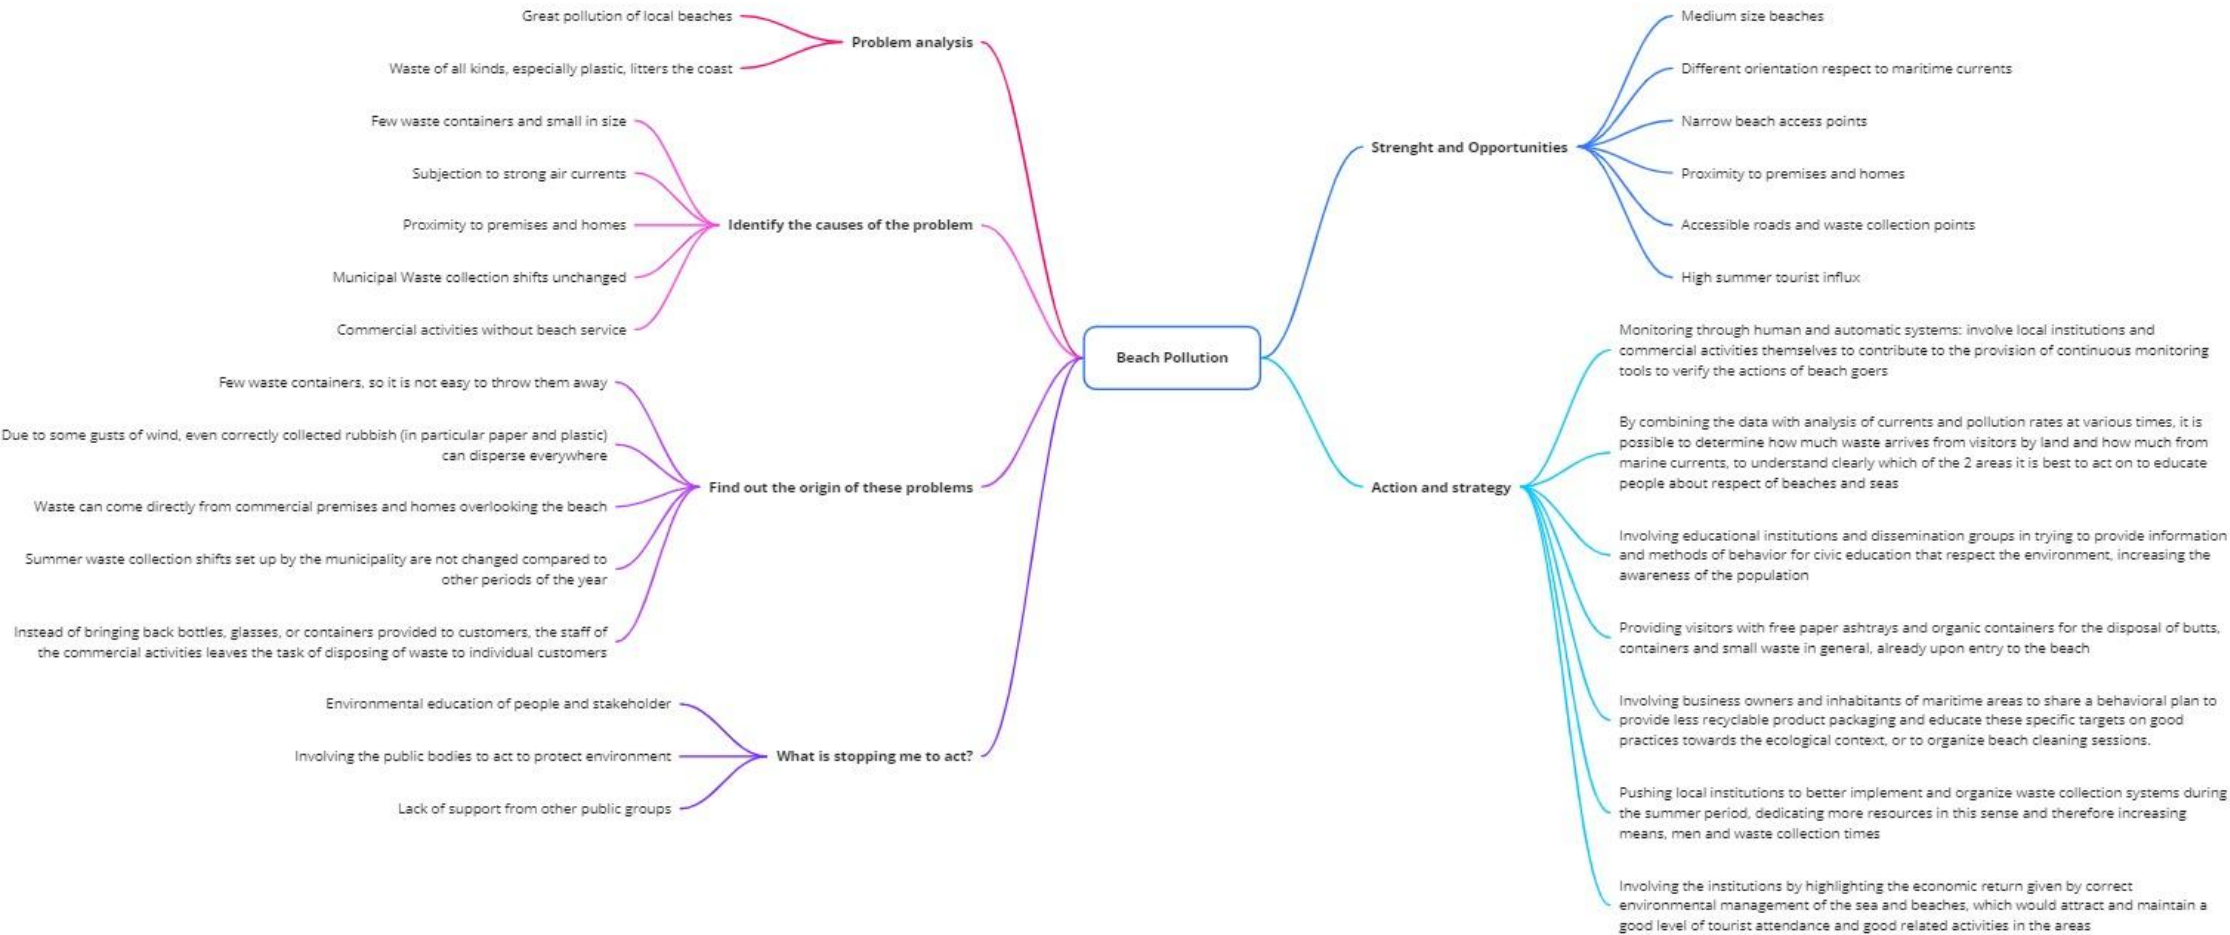 Beach Pollution
Problem analysis
Great pollution of local beaches
Waste of all kinds, especially plastic, litters the coast
Identify the causes of the problem
Few waste containers and small in size
Subjection to strong air currents
Proximity to premises and homes
Municipal Waste collection shifts unchanged
Commercial activities without beach service
Find out the origin of these problems
Few waste containers, so it is not easy to throw them away
Due to some gusts of wind, even correctly collected rubbish (in particular paper and plastic)
can disperse everywhere
Waste can come directly from commercial premises and homes overlooking the beach
Summer waste collection shifts set up by the municipality are not changed compared to
other periods of the year
Instead of bringing back bottles, glasses, or containers provided to customers, the staff of
the commercial activities leaves the task of disposing of waste to individual customers
What is stopping me to act?
Environmental education of people and stakeholder
Involving the public bodies to act to protect environment
Lack of support from other public groups
Strenght and Opportunities
Medium size beaches
Different orientation respect to maritime currents
Narrow beach access points
Proximity to premises and homes
Accessible roads and waste collection points
High summer tourist influx
Action and strategy
Monitoring through human and automatic systems: involve local institutions and
commercial activities themselves to contribute to the provision of continuous monitoring
tools to verify the actions of beach goers
By combining the data with analysis of currents and pollution rates at various times, it is
possible to determine how much waste arrives from visitors by land and how much from
marine currents, to understand clearly which of the 2 areas it is best to act on to educate
people about respect of beaches and seas
Involving educational institutions and dissemination groups in trying to provide information
and methods of behavior for civic education that respect the environment, increasing the
awareness of the population
Providing visitors with free paper ashtrays and organic containers for the disposal of butts,
containers and small waste in general, already upon entry to the beach
Involving business owners and inhabitants of maritime areas to share a behavioral plan to
provide less recyclable product packaging and educate these specific targets on good
practices towards the ecological context, or to organize beach cleaning sessions.
Pushing local institutions to better implement and organize waste collection systems during
the summer period, dedicating more resources in this sense and therefore increasing
means, men and waste collection times
Involving the institutions by highlighting the economic return given by correct
environmental management of the sea and beaches, which would attract and maintain a
good level of tourist attendance and good related activities in the areas